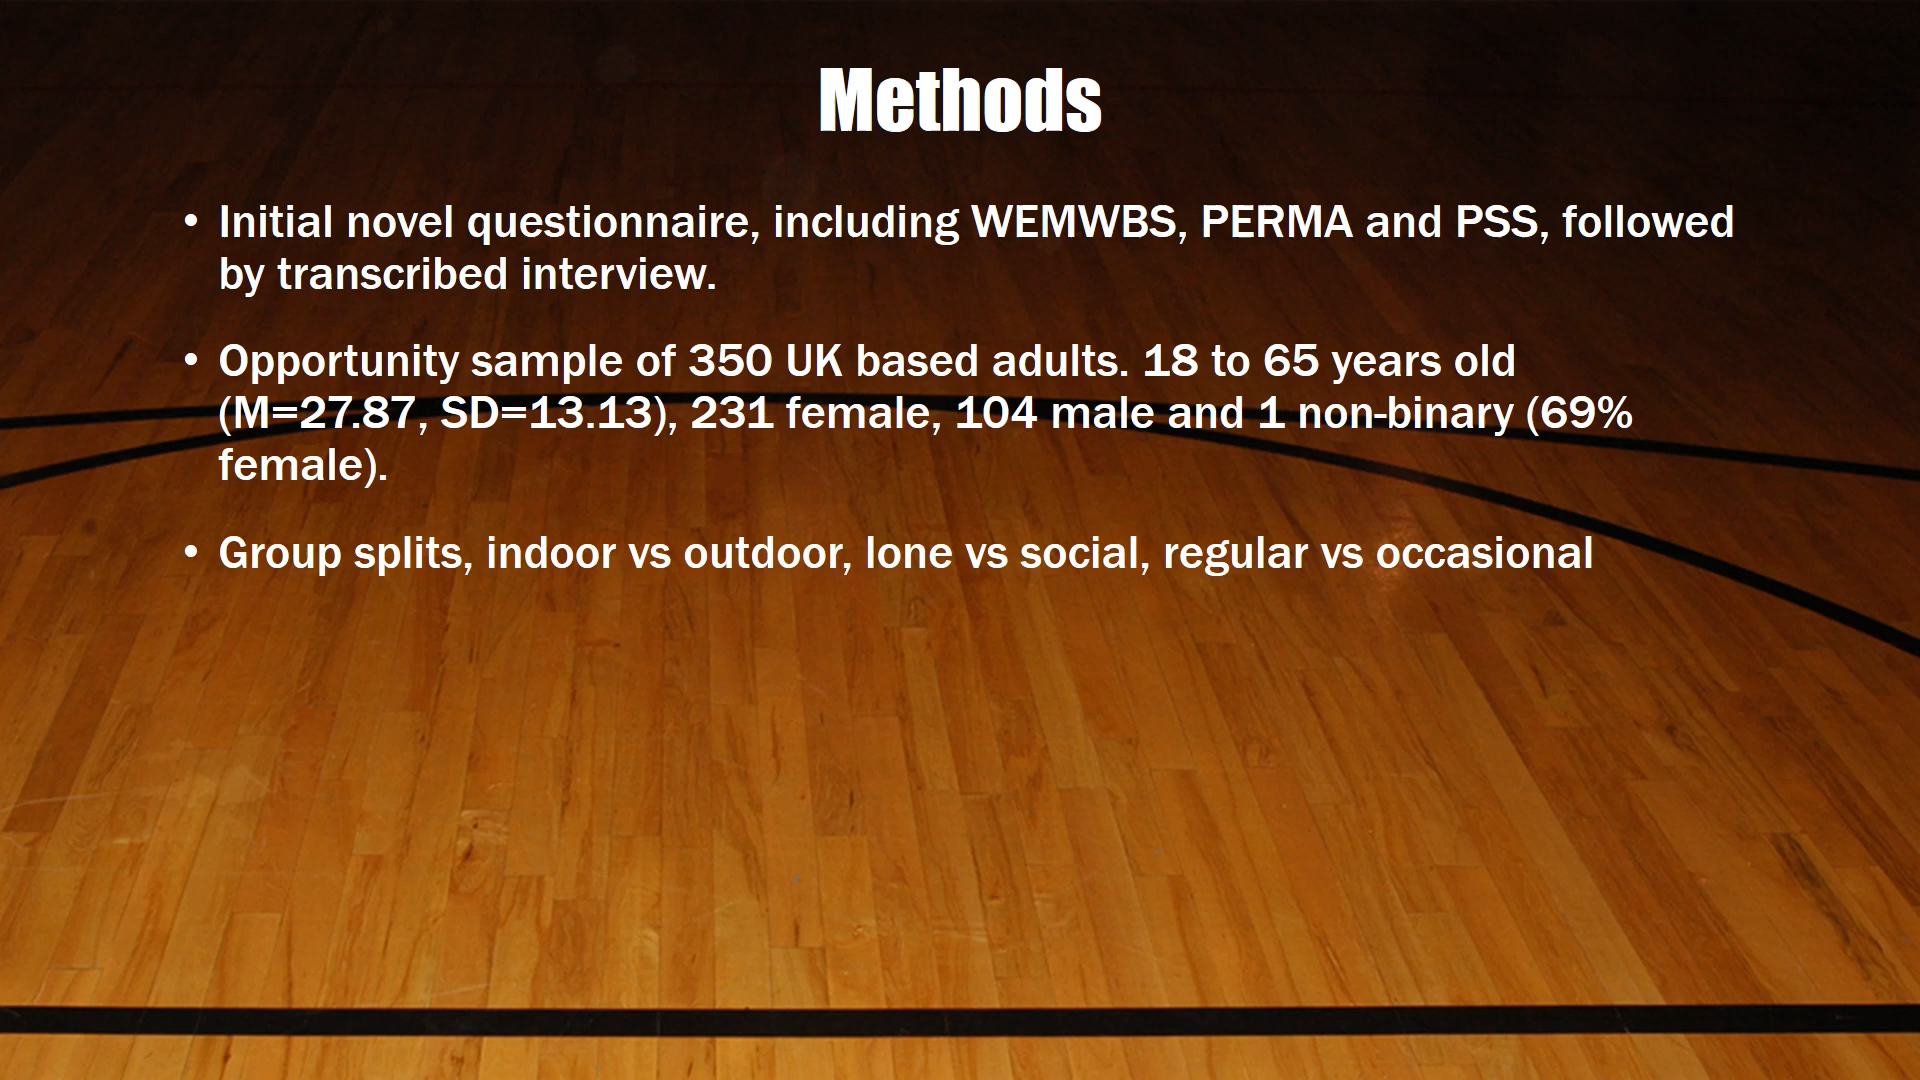 Methods
• Initial novel questionnaire, including WEMWBS, PERMA and PSS, followed
by transcribed interview.
• Opportunity sample of 350 UK based adults. 18 to 65 years old
(M=27.87, SD=13.13), 231 female, 104 male and 1 non-binary (69%
female).
• Group splits, indoor vs outdoor, lone vs social, regular vs occasional